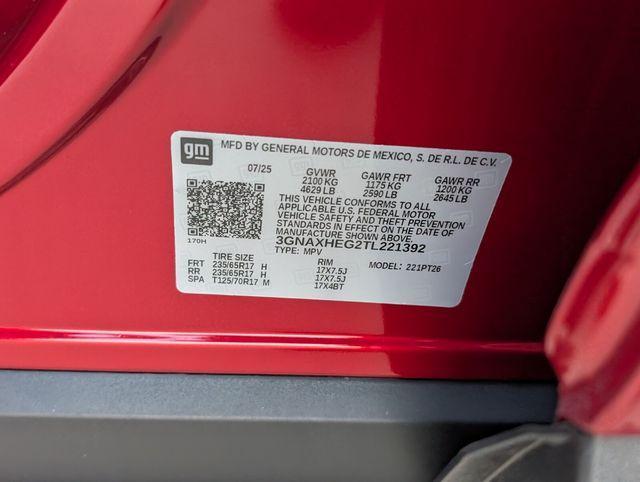 gm MFD BY GENERAL MOTORS DE MEXICO, S. DE R.L. DE C.V.
07/25 GVWR GAWR FRT GAWR RR
2100 KG 1175 KG 1200 KG
4629 LB 2590 LB 2645 LB
THIS VEHICLE CONFORMS TO ALL
APPLICABLE U.S. FEDERAL MOTOR
VEHICLE SAFETY AND THEFT PREVENTION
STANDARDS IN EFFECT ON THE DATE OF
MANUFACTURE SHOWN ABOVE.
170H 3GNAXHEG2TL221392
TYPE: MPV
TIRE SIZE RIM MODEL: 221PT26
FRT 235/65R17 H 17X7.5J
RR 235/65R17 H 17X7.5J
SPA T125/70R17 M 17X4BT